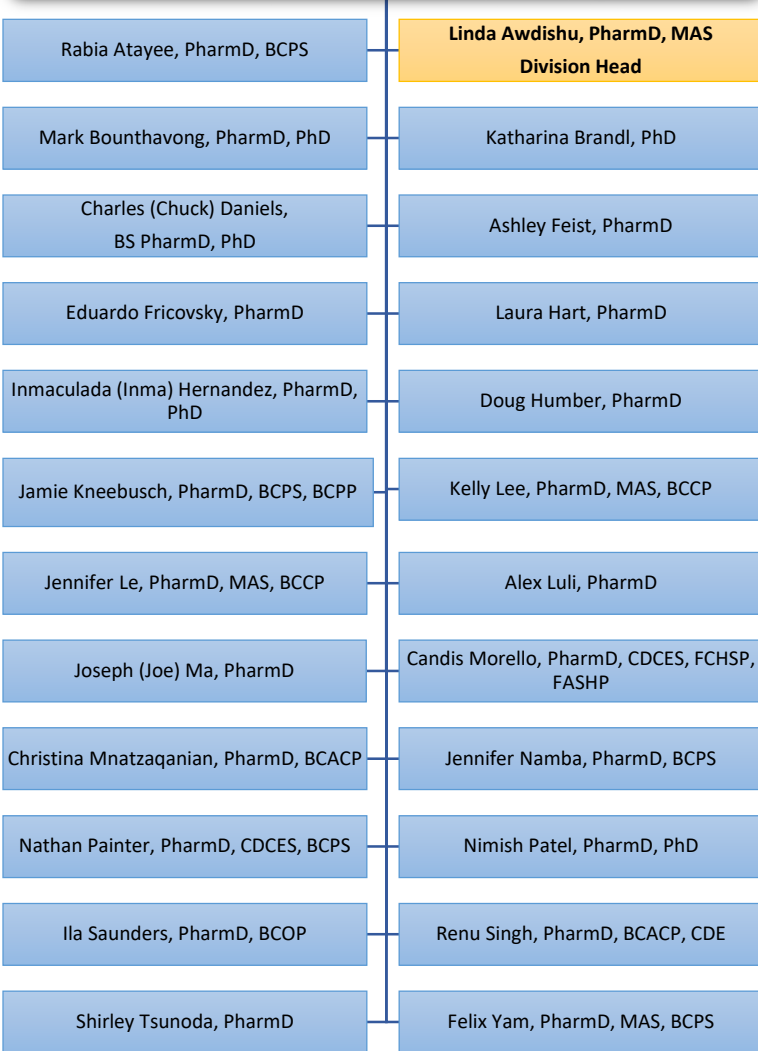 Rabia Atayee, PharmD, BCPS
Linda Awdishu, PharmD, MAS
Division Head
Mark Bounthavong, PharmD, PhD
Katharina Brandl, PhD
Charles (Chuck) Daniels,
BS PharmD, PhD
Ashley Feist, PharmD
Eduardo Fricovsky, PharmD
Laura Hart, PharmD
Inmaculada (Inma) Hernandez, PharmD,
PhD
Doug Humber, PharmD
Jamie Kneebusch, PharmD, BCPS, BCPP
Kelly Lee, PharmD, MAS, BCCP
Jennifer Le, PharmD, MAS, BCCP
Alex Luli, PharmD
Joseph (Joe) Ma, PharmD
Candis Morello, PharmD, CDCES, FCHSP,
FASHP
Christina Mnatzaganian, PharmD, BCACP
Jennifer Namba, PharmD, BCPS
Nathan Painter, PharmD, CDCES, BCPS
Nimish Patel, PharmD, PhD
Ila Saunders, PharmD, BCOP
Renu Singh, PharmD, BCACP, CDE
Shirley Tsunoda, PharmD
Felix Yam, PharmD, MAS, BCPS